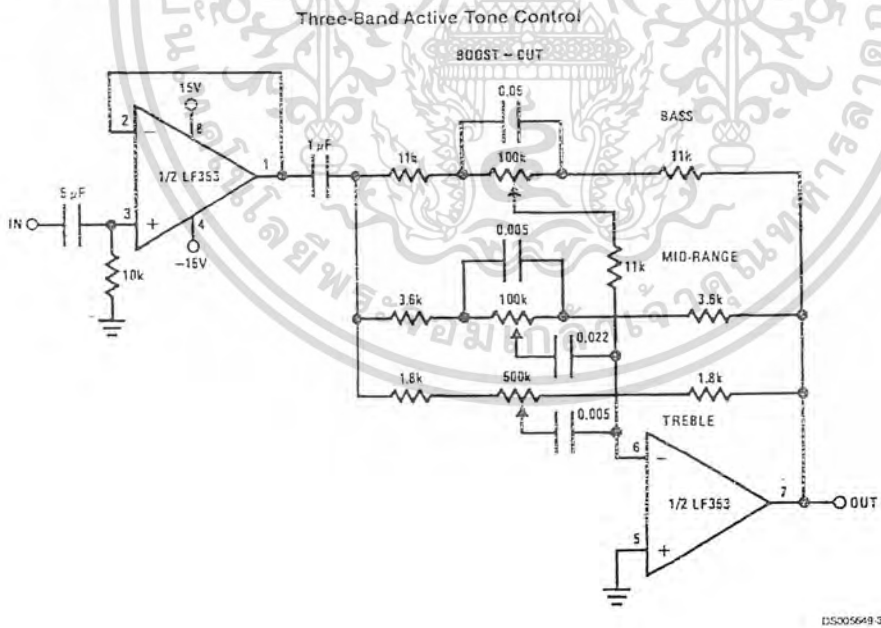 Three-Band Active Tone Control
BOOST – CUT
0.05
BASS
15V
2
8
1 μF
11k
100k
11k
1/2 LF353
1
5 μF
IN
3
4
-15V
0.005
11k
MID-RANGE
10k
3.6k
100k
3.6k
0.022
1.8k
500k
1.8k
0.005
TREBLE
6
1/2 LF353
7
OUT
5
DS005649-3